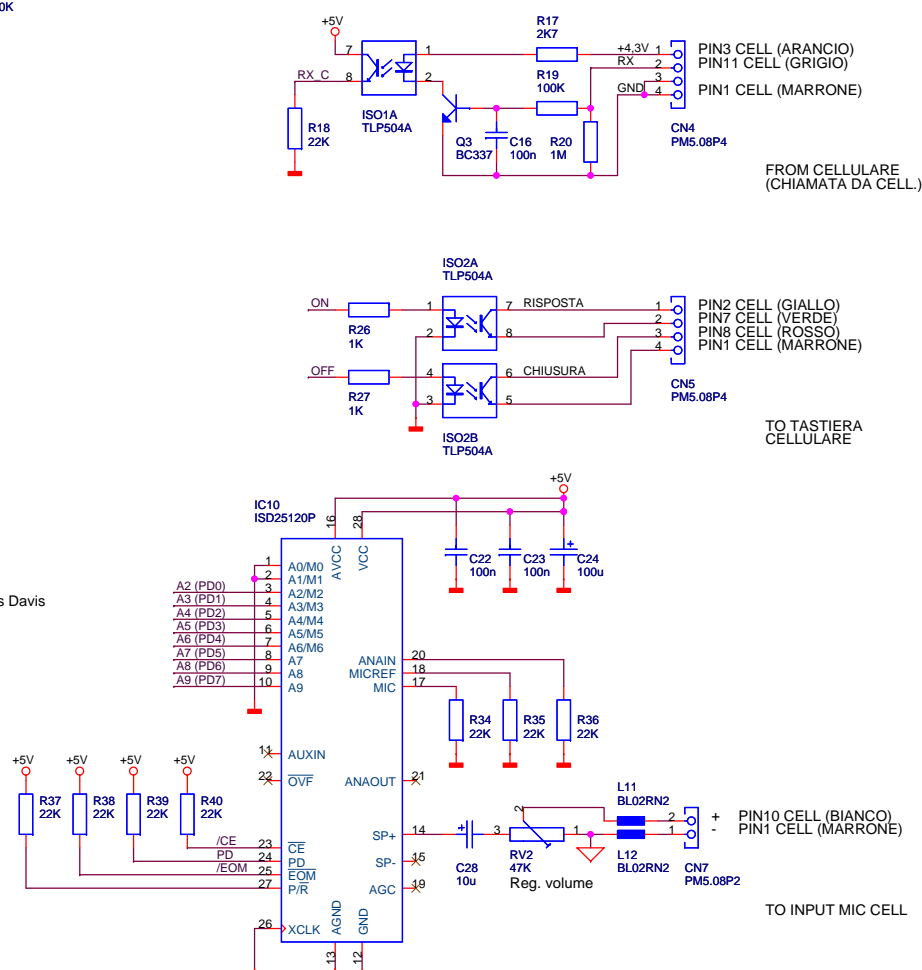 0K
+5V
R17
2K7
+4,3V
1
PIN3 CELL (ARANCIO)
7
1
RX
2
PIN11 CELL (GRIGIO)
RX_C
8
2
R19
100K
3
GND
4
PIN1 CELL (MARRONE)
ISO1A
TLP504A
R18
22K
Q3
BC337
C16
100n
R20
1M
CN4
PM5.08P4
FROM CELLULARE
(CHIAMATA DA CELL.)
ISO2A
TLP504A
ON
1
7
RISPOSTA
1
PIN2 CELL (GIALLO)
2
PIN7 CELL (VERDE)
R26
1K
2
8
3
PIN8 CELL (ROSSO)
4
PIN1 CELL (MARRONE)
OFF
4
6
CHIUSURA
R27
1K
3
5
CN5
PM5.08P4
ISO2B
TLP504A
TO TASTIERA
CELLULARE
+5V
IC10
ISD25120P
16
28
AVCC
VCC
C22
100n
C23
100n
+
C24
100u
1
A0/M0
2
A1/M1
A2 (PD0)
3
A2/M2
A3 (PD1)
4
A3/M3
A4 (PD2)
5
A4/M4
A5 (PD3)
6
A5/M5
A6 (PD4)
7
A6/M6
A7 (PD5)
8
A7
A8 (PD6)
9
A8
A9 (PD7)
10
A9
s Davis
ANAIN
20
MICREF
18
MIC
17
R34
22K
R35
22K
R36
22K
11
AUXIN
22
OVF
ANAOUT
21
+5V
+5V
+5V
+5V
R37
22K
R38
22K
R39
22K
R40
22K
/CE
23
CE
PD
24
PD
/EOM
25
EOM
27
P/R
26
XCLK
SP+
14
SP-
15
AGC
19
AGND
GND
13
12
+
C28
10u
3
2
1
RV2
47K
Reg. volume
L11
BL02RN2
L12
BL02RN2
2
+
PIN10 CELL (BIANCO)
1
-
PIN1 CELL (MARRONE)
CN7
PM5.08P2
TO INPUT MIC CELL